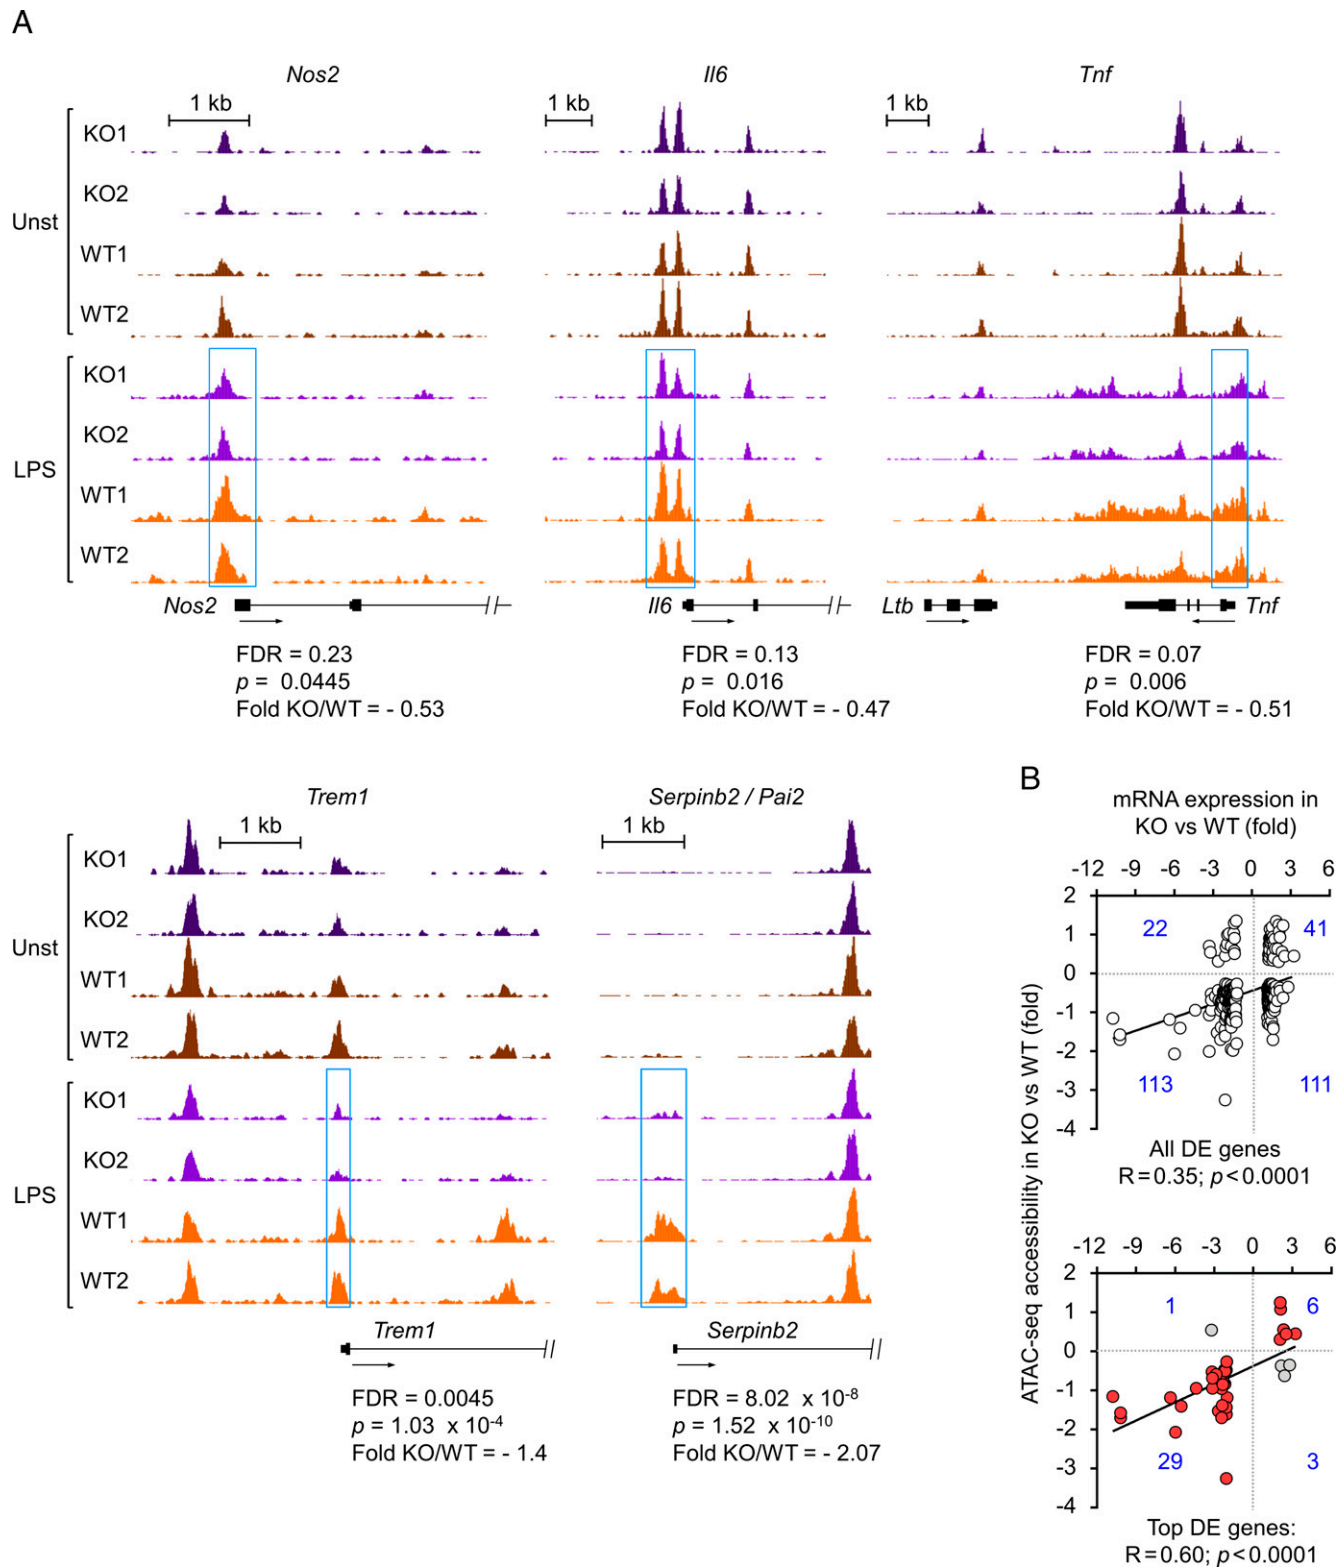 A
Nos2
Il6
Tnf
1 kb
1 kb
1 kb
Unst
KO1
KO2
WT1
WT2
LPS
KO1
KO2
WT1
WT2
Nos2
Il6
Ltb
Tnf
FDR = 0.23
p = 0.0445
Fold KO/WT = - 0.53
FDR = 0.13
p = 0.016
Fold KO/WT = - 0.47
FDR = 0.07
p = 0.006
Fold KO/WT = - 0.51
Trem1
Serpinb2 / Pai2
1 kb
1 kb
Unst
KO1
KO2
WT1
WT2
LPS
KO1
KO2
WT1
WT2
Trem1
Serpinb2
FDR = 0.0045
p = 1.03 x 10-4
Fold KO/WT = - 1.4
FDR = 8.02 x 10-8
p = 1.52 x 10-10
Fold KO/WT = - 2.07
B
mRNA expression in
KO vs WT (fold)
-12 -9 -6 -3 0 3 6
2
1
0
-1
-2
-3
-4
22
41
113
111
All DE genes
R=0.35; p<0.0001
ATAC-seq accessibility in KO vs WT (fold)
-12 -9 -6 -3 0 3 6
2
1
0
-1
-2
-3
-4
1
6
29
3
Top DE genes:
R=0.60; p<0.0001